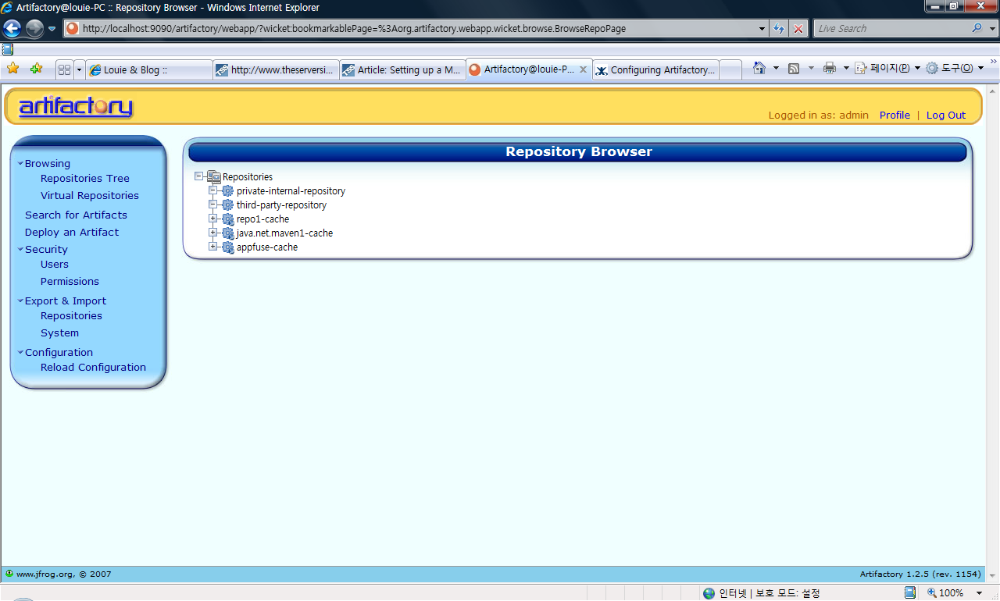 Artifactory@louie-PC :: Repository Browser - Windows Internet Explorer
http://localhost:9090/artifactory/webapp/?wicket:bookmarkablePage=%3Aorg.artifactory.webapp.wicket.browse.BrowseRepoPage
Live Search
Louie & Blog ::
http://www.theserversi...
Article: Setting up a M...
Artifactory@louie-P...
Configuring Artifactory...
페이지(P)
도구(O)
artifactory
Logged in as: admin Profile | Log Out
Browsing
Repositories Tree
Virtual Repositories
Search for Artifacts
Deploy an Artifact
Security
Users
Permissions
Export & Import
Repositories
System
Configuration
Reload Configuration
Repository Browser
Repositories
private-internal-repository
third-party-repository
repo1-cache
java.net.maven1-cache
appfuse-cache
www.jfrog.org, © 2007
Artifactory 1.2.5 (rev. 1154)
인터넷 | 보호 모드: 설정
100%